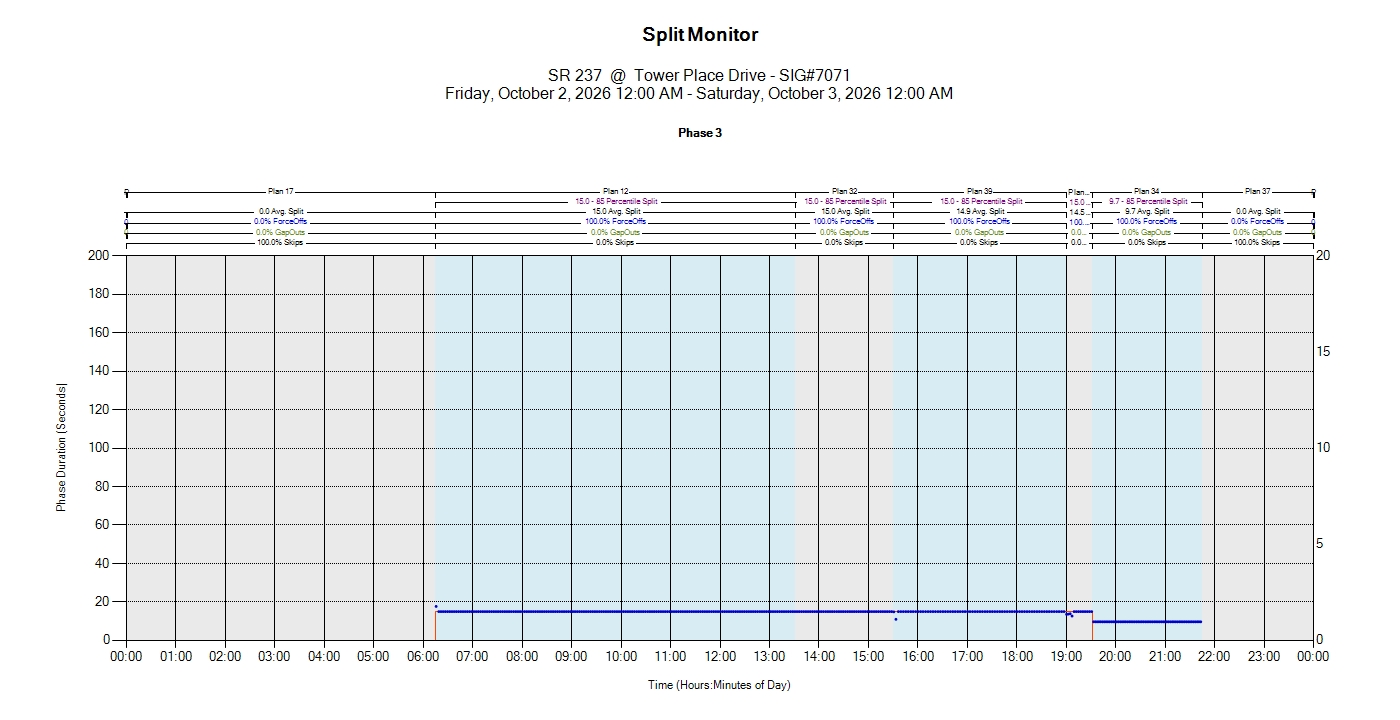 Split Monitor
SR 237 @ Tower Place Drive - SIG#7071
Friday, October 2, 2026 12:00 AM - Saturday, October 3, 2026 12:00 AM
Phase 3
Plan 17 Plan 12 Plan 32 Plan 39 Plan... Plan 34 Plan 37
15.0 - 85 Percentile Split 15.0 - 85 Percentile Split 15.0 - 85 Percentile Split 15.0... 9.7 - 85 Percentile Split
0.0 Avg. Split 15.0 Avg. Split 15.0 Avg. Split 14.9 Avg. Split 14.5... 9.7 Avg. Split 0.0 Avg. Split
0.0% ForceOffs 100.0% ForceOffs 100.0% ForceOffs 100.0% ForceOffs 100... 100.0% ForceOffs 0.0% ForceOffs
0.0% GapOuts 0.0% GapOuts 0.0% GapOuts 0.0% GapOuts 0.0... 0.0% GapOuts 0.0% GapOuts
100.0% Skips 0.0% Skips 0.0% Skips 0.0% Skips 0.0... 0.0% Skips 100.0% Skips
200 20
180
160
15
140
120
100 10
80
60
5
40
20
0 0
00:00 01:00 02:00 03:00 04:00 05:00 06:00 07:00 08:00 09:00 10:00 11:00 12:00 13:00 14:00 15:00 16:00 17:00 18:00 19:00 20:00 21:00 22:00 23:00 00:00
Phase Duration (Seconds)
Time (Hours:Minutes of Day)